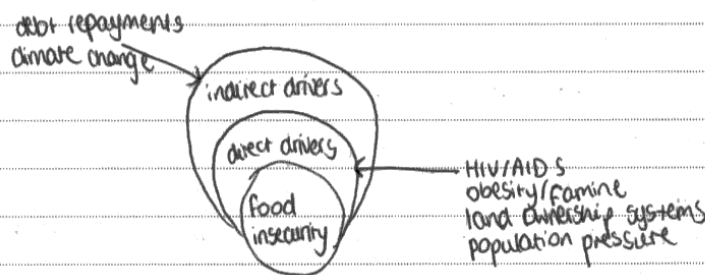 debt repayments
climate change
indirect drivers
direct drivers
food
insecurity
HIV/AIDS
obesity/famine
land ownership systems
population pressure